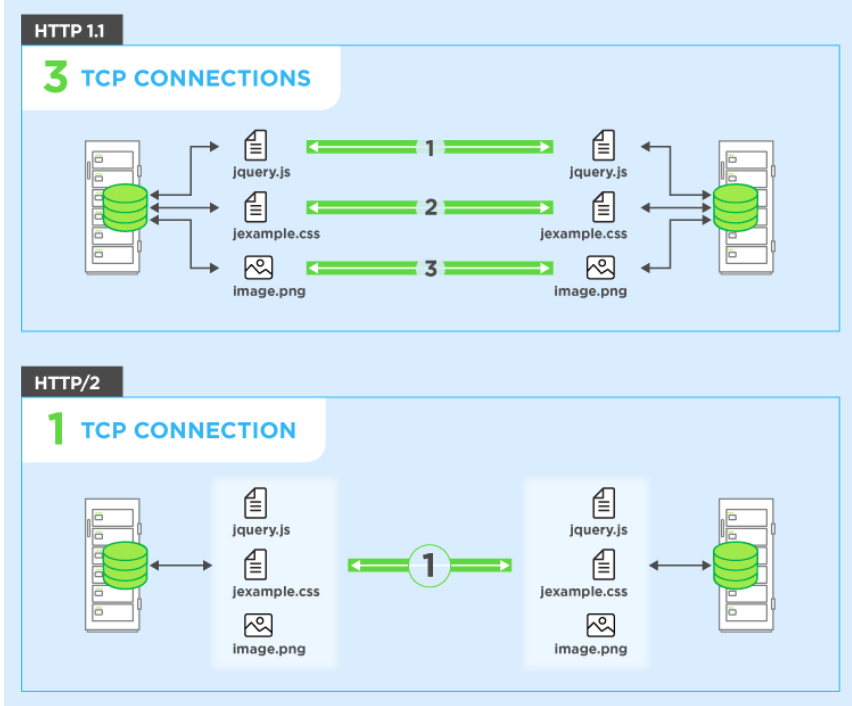 HTTP 1.1
3 TCP CONNECTIONS
1
jquery.js jquery.js
2
jexample.css jexample.css
3
image.png image.png
HTTP/2
1 TCP CONNECTION
jquery.js jquery.js
1
jexample.css jexample.css
image.png image.png